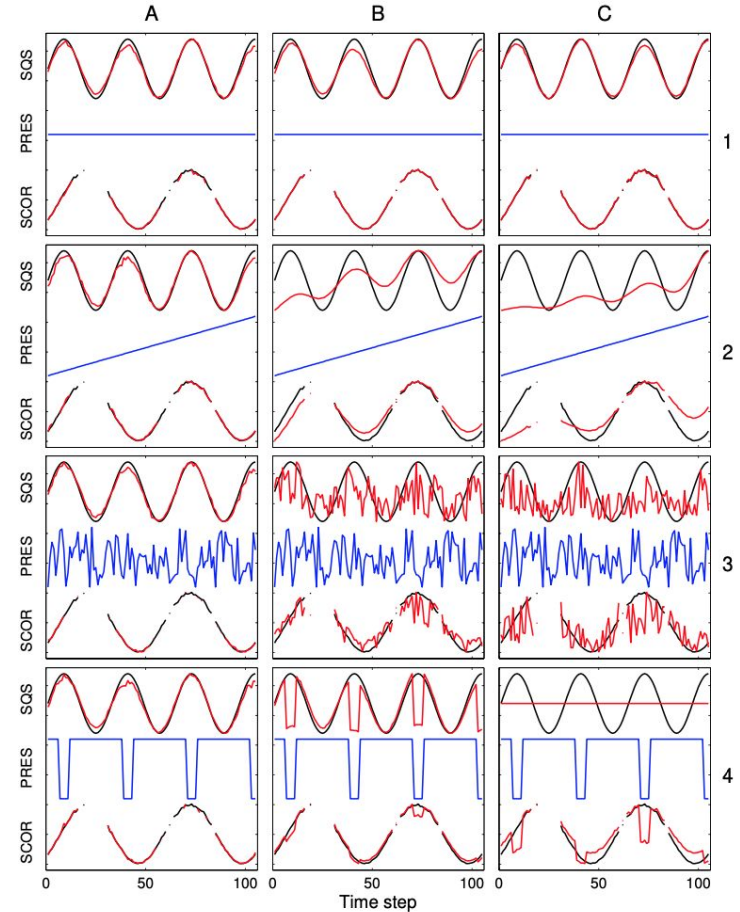 A B C
SQS
PRES
SCOR
1
SQS
PRES
SCOR
2
SQS
PRES
SCOR
3
SQS
PRES
SCOR
4
0 50 100 0 50 100 0 50 100
Time step